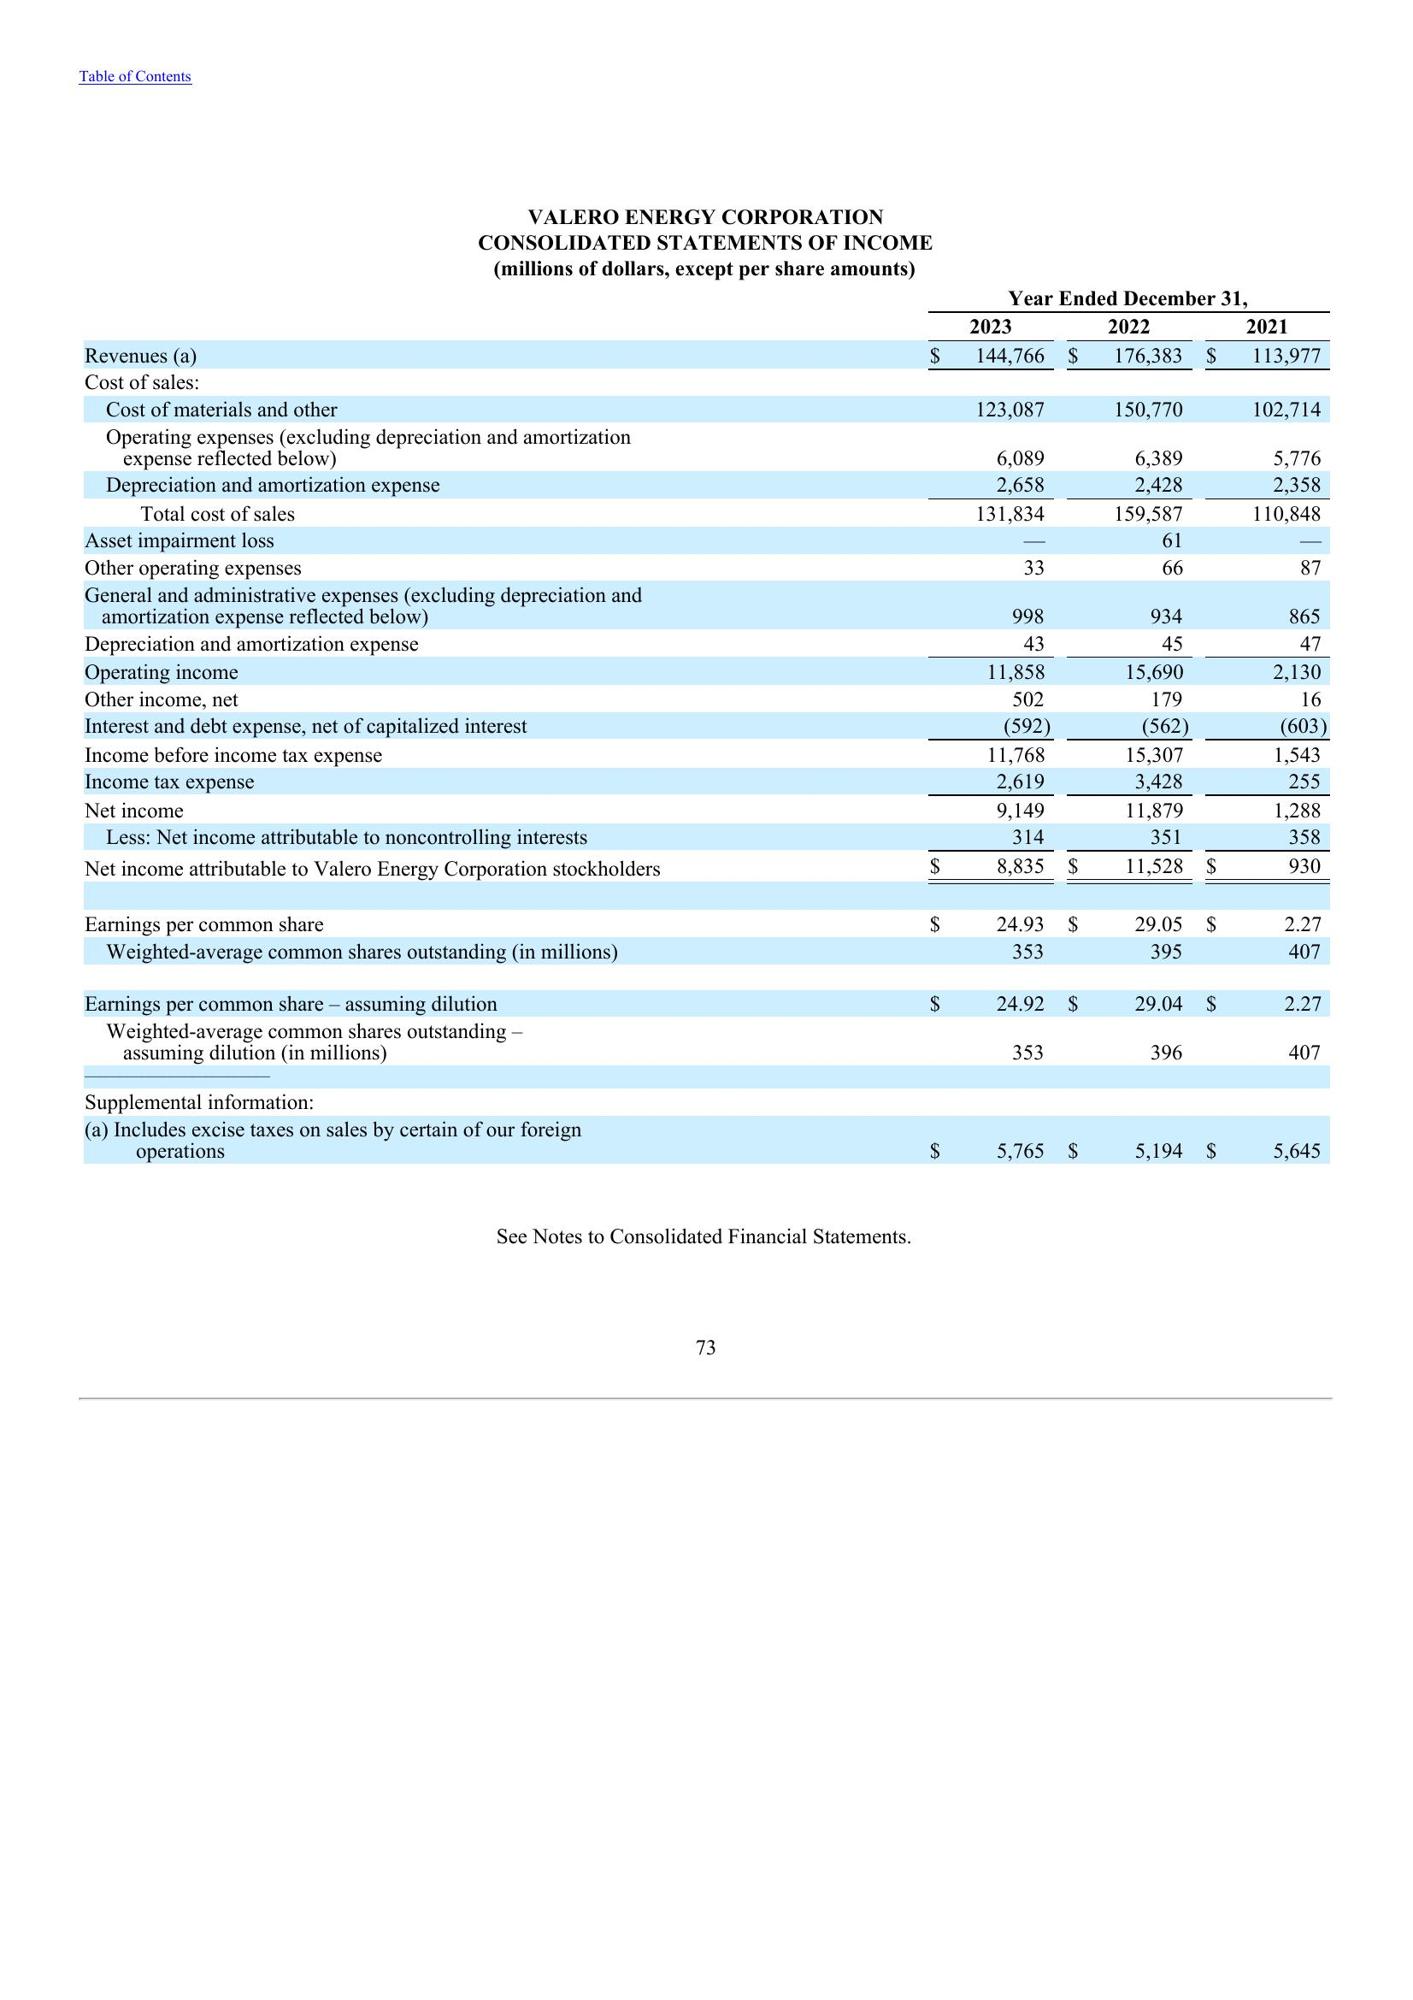 Table of Contents
VALERO ENERGY CORPORATION
CONSOLIDATED STATEMENTS OF INCOME
(millions of dollars, except per share amounts)
Year Ended December 31,
2023 2022 2021
Revenues (a) $ 144,766 $ 176,383 $ 113,977
Cost of sales:
Cost of materials and other 123,087 150,770 102,714
Operating expenses (excluding depreciation and amortization
expense reflected below) 6,089 6,389 5,776
Depreciation and amortization expense 2,658 2,428 2,358
Total cost of sales 131,834 159,587 110,848
Asset impairment loss — 61 —
Other operating expenses 33 66 87
General and administrative expenses (excluding depreciation and
amortization expense reflected below) 998 934 865
Depreciation and amortization expense 43 45 47
Operating income 11,858 15,690 2,130
Other income, net 502 179 16
Interest and debt expense, net of capitalized interest (592) (562) (603)
Income before income tax expense 11,768 15,307 1,543
Income tax expense 2,619 3,428 255
Net income 9,149 11,879 1,288
Less: Net income attributable to noncontrolling interests 314 351 358
Net income attributable to Valero Energy Corporation stockholders $ 8,835 $ 11,528 $ 930
Earnings per common share $ 24.93 $ 29.05 $ 2.27
Weighted-average common shares outstanding (in millions) 353 395 407
Earnings per common share – assuming dilution $ 24.92 $ 29.04 $ 2.27
Weighted-average common shares outstanding –
assuming dilution (in millions) 353 396 407
Supplemental information:
(a) Includes excise taxes on sales by certain of our foreign
operations $ 5,765 $ 5,194 $ 5,645
See Notes to Consolidated Financial Statements.
73